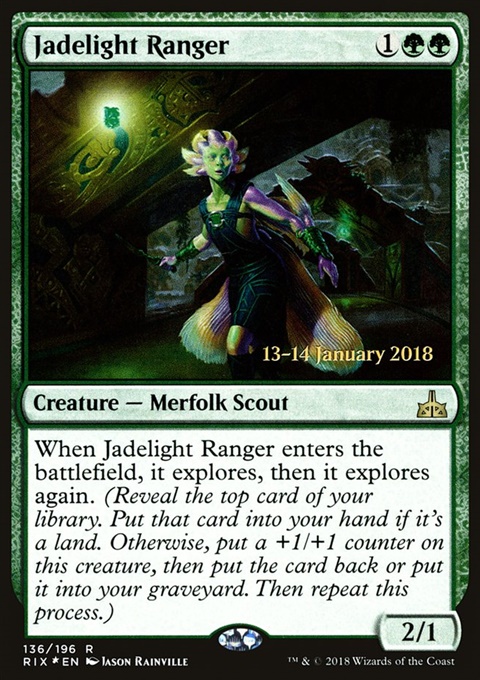 Jadelight Ranger 1
13–14 January 2018
Creature — Merfolk Scout
When Jadelight Ranger enters the
battlefield, it explores, then it explores
again. (Reveal the top card of your
library. Put that card into your hand if it's
a land. Otherwise, put a +1/+1 counter on
this creature, then put the card back or put
it into your graveyard. Then repeat this
process.)
2/1
136/196 R
RIX★EN Jason Rainville
™ & © 2018 Wizards of the Coast